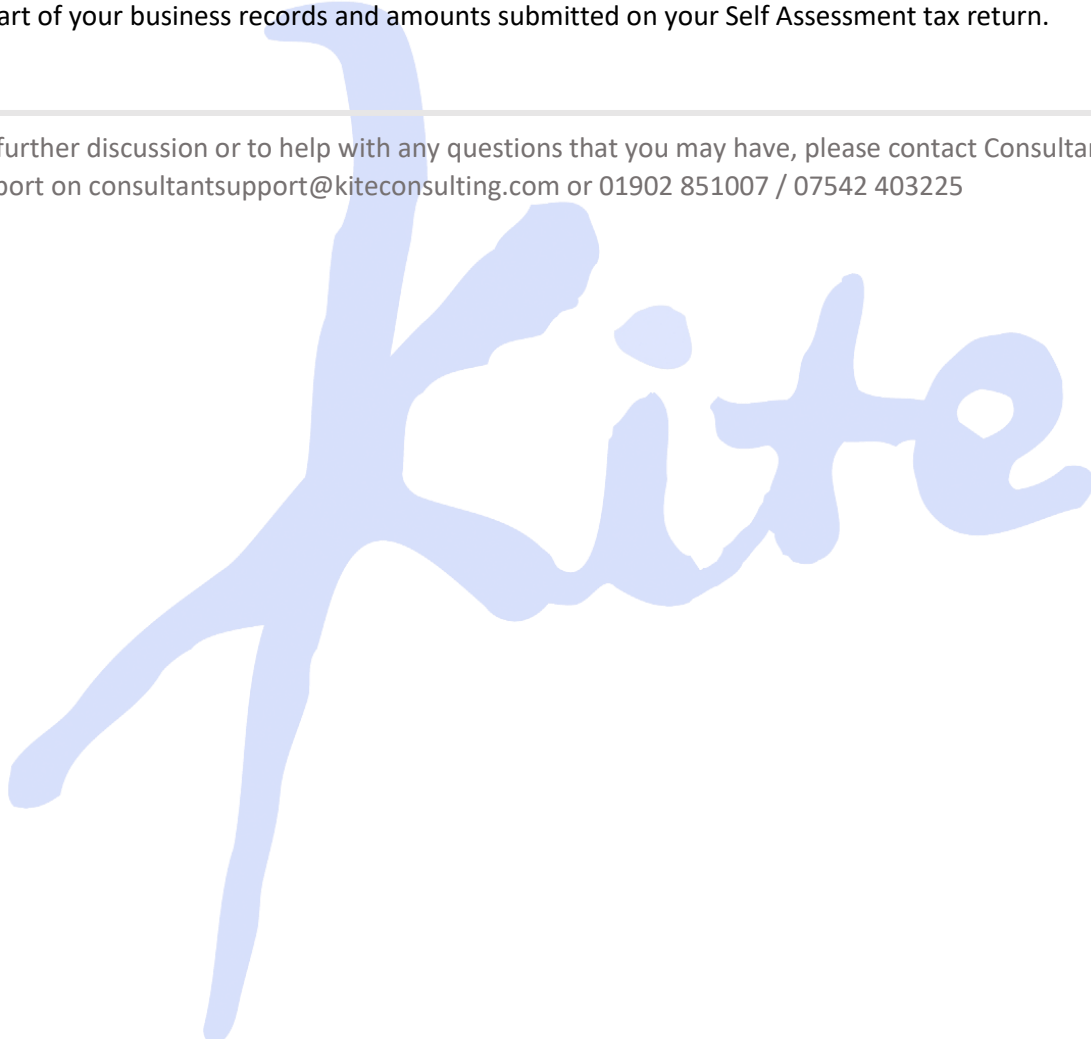 art of your business records and amounts submitted on your Self Assessment tax return.
further discussion or to help with any questions that you may have, please contact Consultan
port on consultantsupport@kiteconsulting.com or 01902 851007 / 07542 403225
Kite